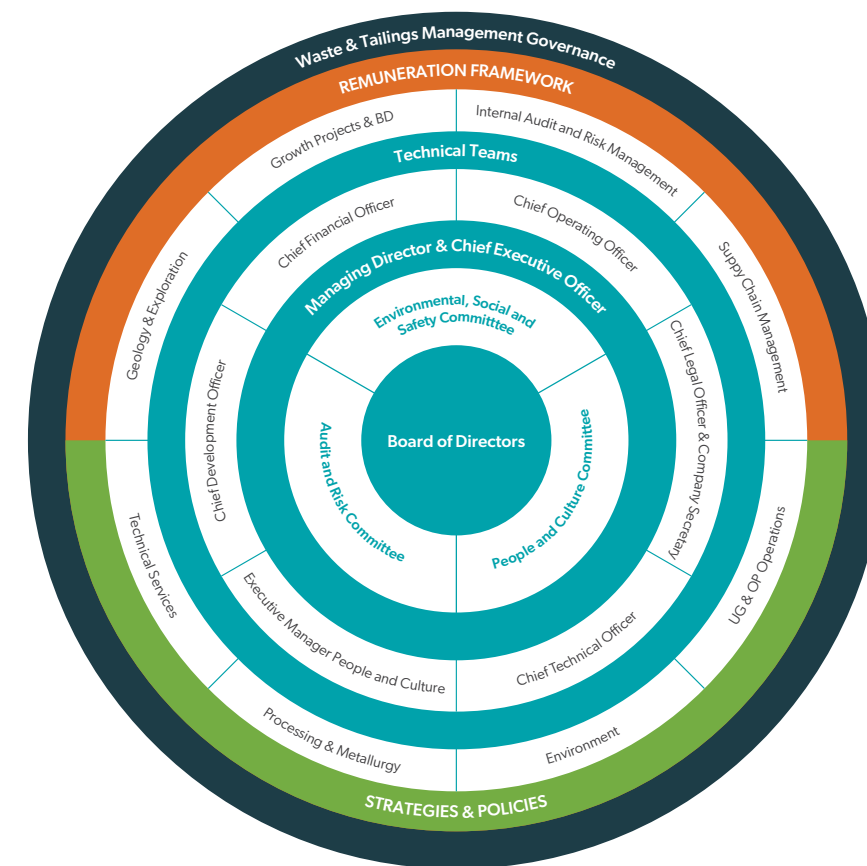 Waste & Tailings Management Governance
REMUNERATION FRAMEWORK
Growth Projects & BD
Internal Audit and Risk Management
Geology & Exploration
Suppy Chain Management
Technical Teams
Chief Financial Officer
Chief Operating Officer
Managing Director & Chief Executive Officer
Environmental, Social and
Safety Committtee
Chief Development Officer
Chief Legal Officer & Company Secretary
Board of Directors
Audit and Risk Committee
People and Culture Committee
Technical Services
UG & OP Operations
Executive Manager People and Culture
Chief Technical Officer
Processing & Metallurgy
Environment
STRATEGIES & POLICIES